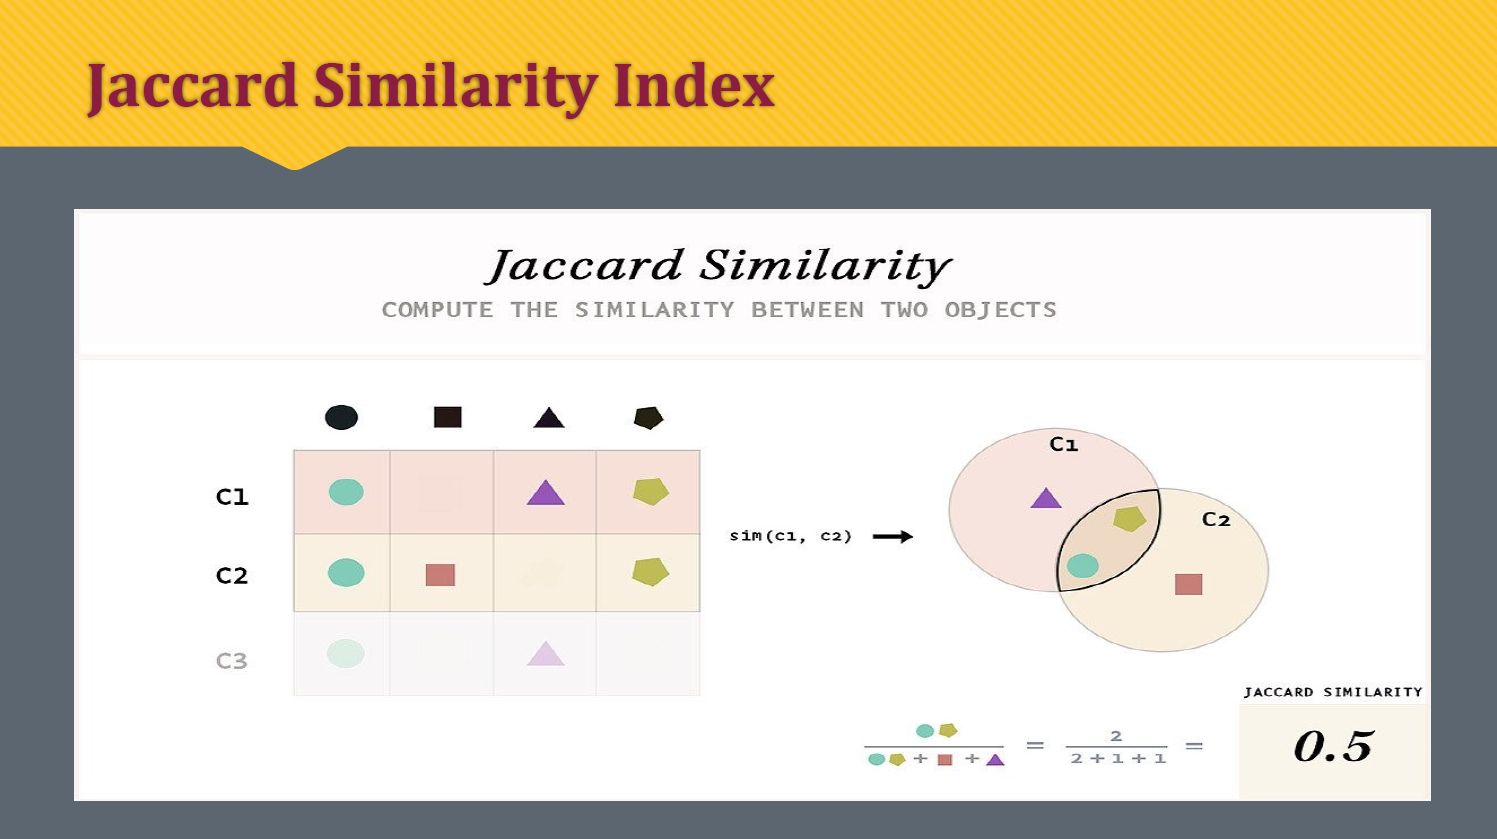 Jaccard Similarity Index
Jaccard Similarity
COMPUTE THE SIMILARITY BETWEEN TWO OBJECTS
C1
C2
C3
sim(c1, c2)
C1
C2
+ +
=
2
2+1+1
=
JACCARD SIMILARITY
0.5